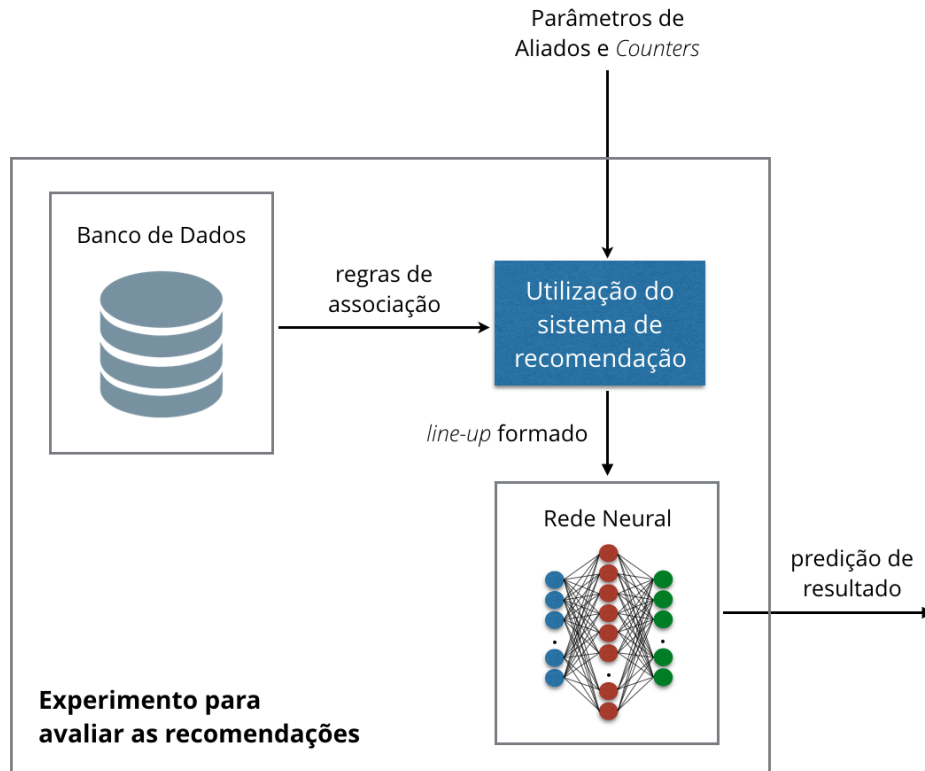 Parâmetros de
Aliados e Counters
Banco de Dados
regras de
associação
Utilização do
sistema de
recomendação
line-up formado
Rede Neural
predição de
resultado
Experimento para
avaliar as recomendações